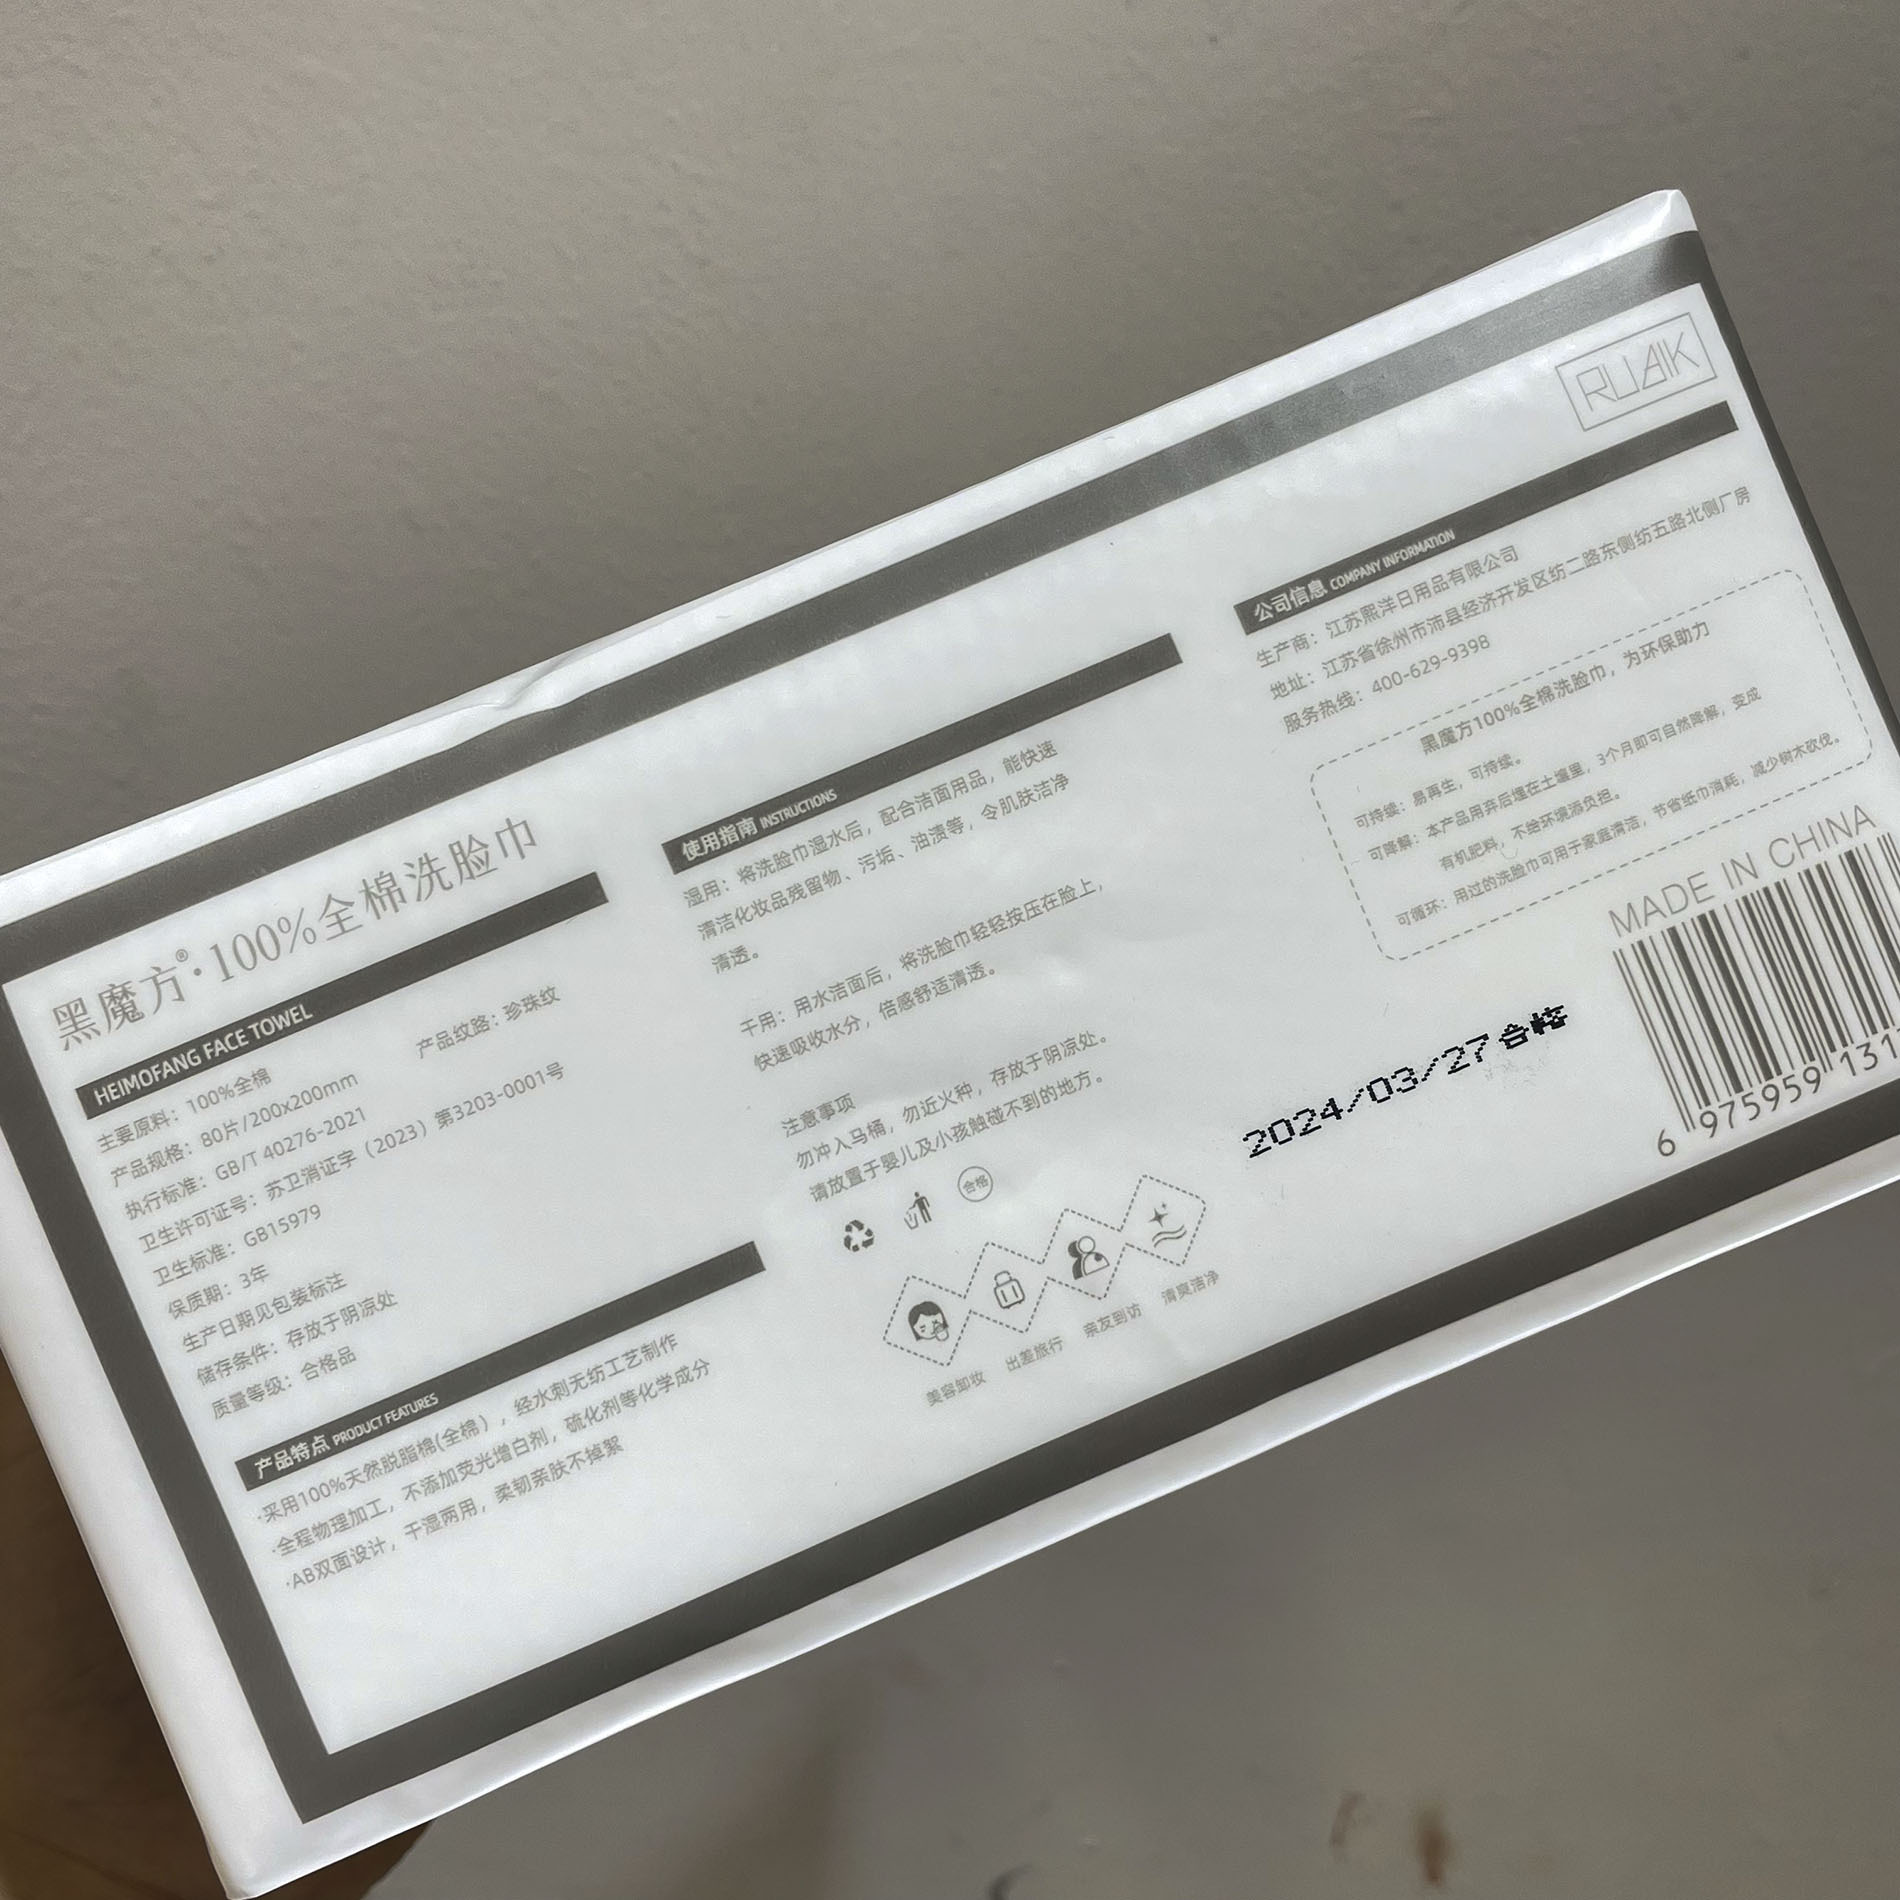 黑魔方®·100%全棉洗脸巾
HEIMOFANG FACE TOWEL
主要原料：100%全棉
产品纹路：珍珠纹
产品规格：80片/200x200mm
执行标准：GB/T 40276-2021
卫生许可证号：苏卫消证字（2023）第3203-0001号
卫生标准：GB15979
保质期：3年
生产日期见包装标注
储存条件：存放于阴凉处
质量等级：合格品
产品特点 PRODUCT FEATURES
·采用100%天然脱脂棉(全棉），经水刺无纺工艺制作
·全程物理加工，不添加荧光增白剂，硫化剂等化学成分
·AB双面设计，干湿两用，柔韧亲肤不掉絮
使用指南 INSTRUCTIONS
湿用：将洗脸巾湿水后，配合洁面用品，能快速
清洁化妆品残留物、污垢、油渍等，令肌肤洁净
清透。
干用：用水洁面后，将洗脸巾轻轻按压在脸上，
快速吸收水分，倍感舒适清透。
注意事项
勿冲入马桶，勿近火种，存放于阴凉处。
请放置于婴儿及小孩触碰不到的地方。
合格
美容卸妆
出差旅行
亲友到访
清爽洁净
RUBIK
公司信息 COMPANY INFORMATION
生产商：江苏熙洋日用品有限公司
地址：江苏省徐州市沛县经济开发区纺二路东侧纺五路北侧厂房
服务热线：400-629-9398
黑魔方100%全棉洗脸巾，为环保助力
可持续：易再生，可持续。
可降解：本产品用弃后埋在土壤里，3个月即可自然降解，变成
有机肥料，不给环境添负担。
可循环：用过的洗脸巾可用于家庭清洁，节省纸巾消耗，减少树木砍伐。
MADE IN CHINA
6 975959 131
2024/03/27合格